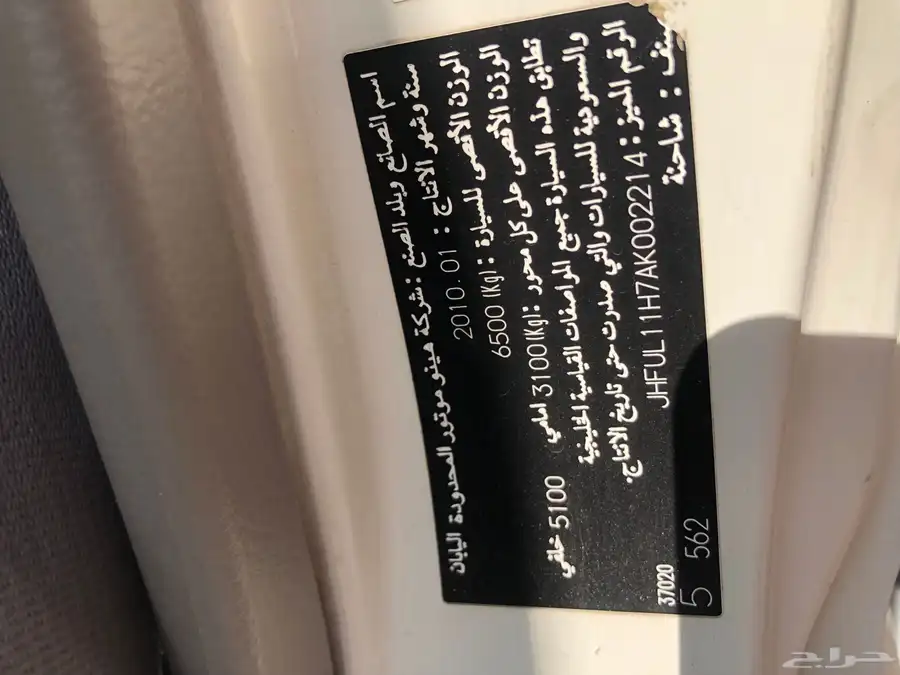 اسم الصانع وبلد الصنع : شركة هينو موتور المحدودة اليابان
سنة وشهر الانتاج : 2010.01
الوزن الأقصى للسيارة : 6500 (Kg)
الوزن الأقصى على كل محور : 3100 (Kg) امامي 5100 خلفي
تطابق هذه السيارة جميع المواصفات القياسية الخليجية
والسعودية للسيارات والتي صدرت حتى تاريخ الانتاج.
الرقم المميز : JHFUL11H7AK002214
: شاحنة
37020
5 562
حراج